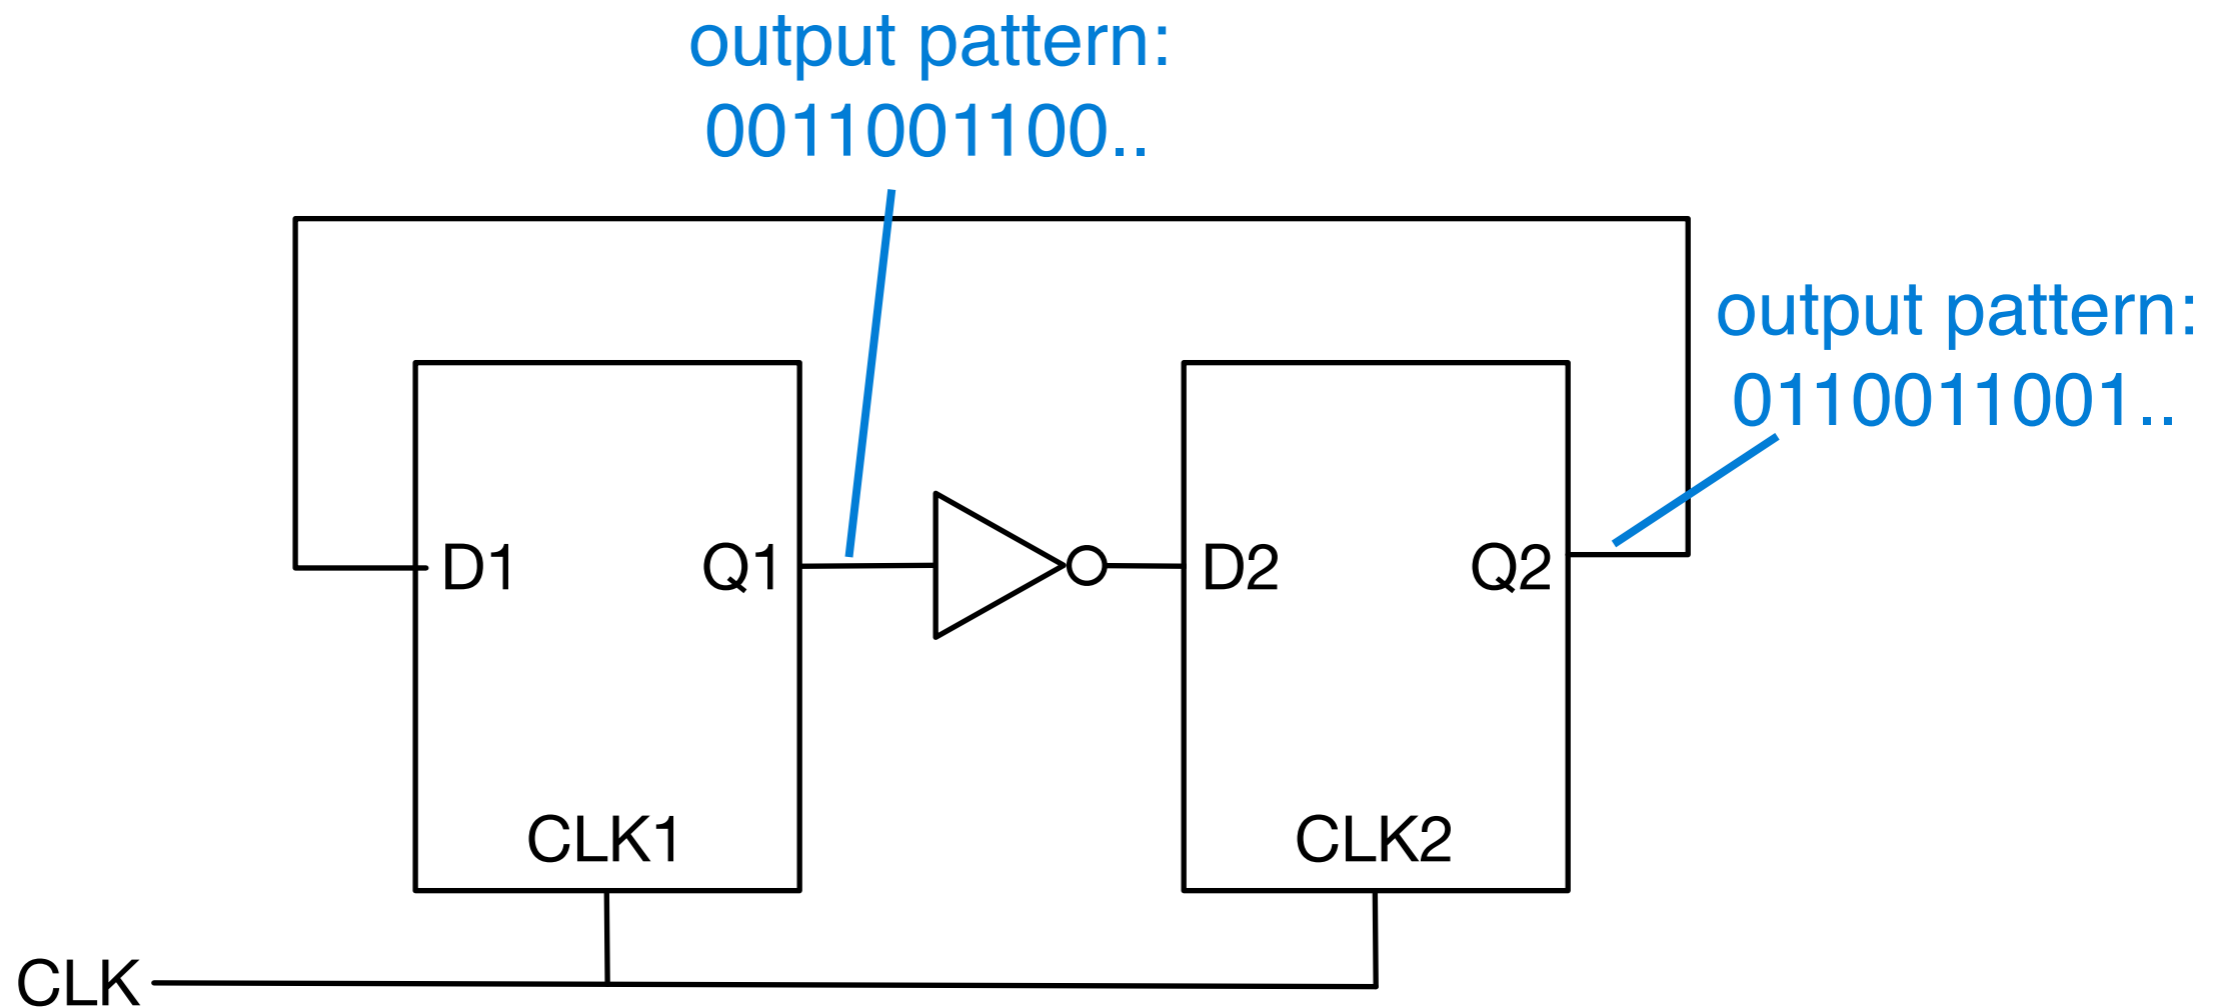 output pattern:
0011001100..
output pattern:
0110011001..
D1
Q1
D2
Q2
CLK1
CLK2
CLK